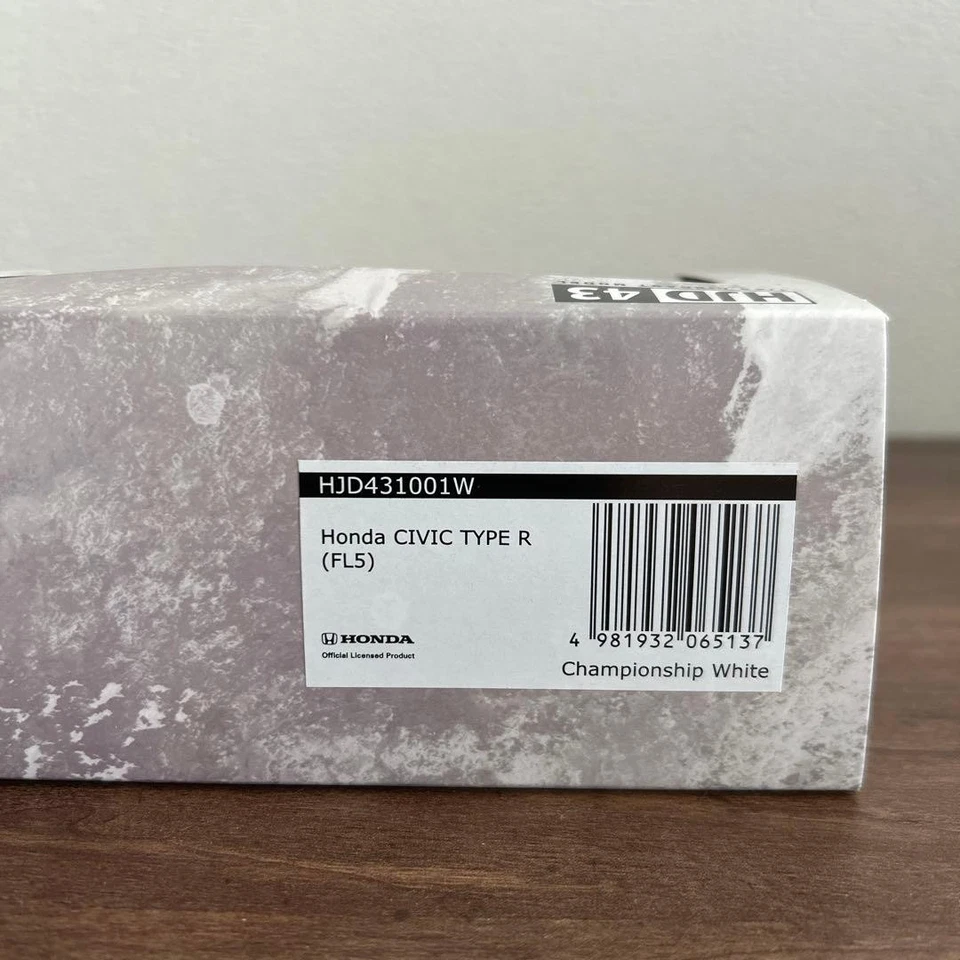 HJD 43
HJD431001W
Honda CIVIC TYPE R
(FL5)
HONDA
Official Licensed Product
4 981932 065137
Championship White